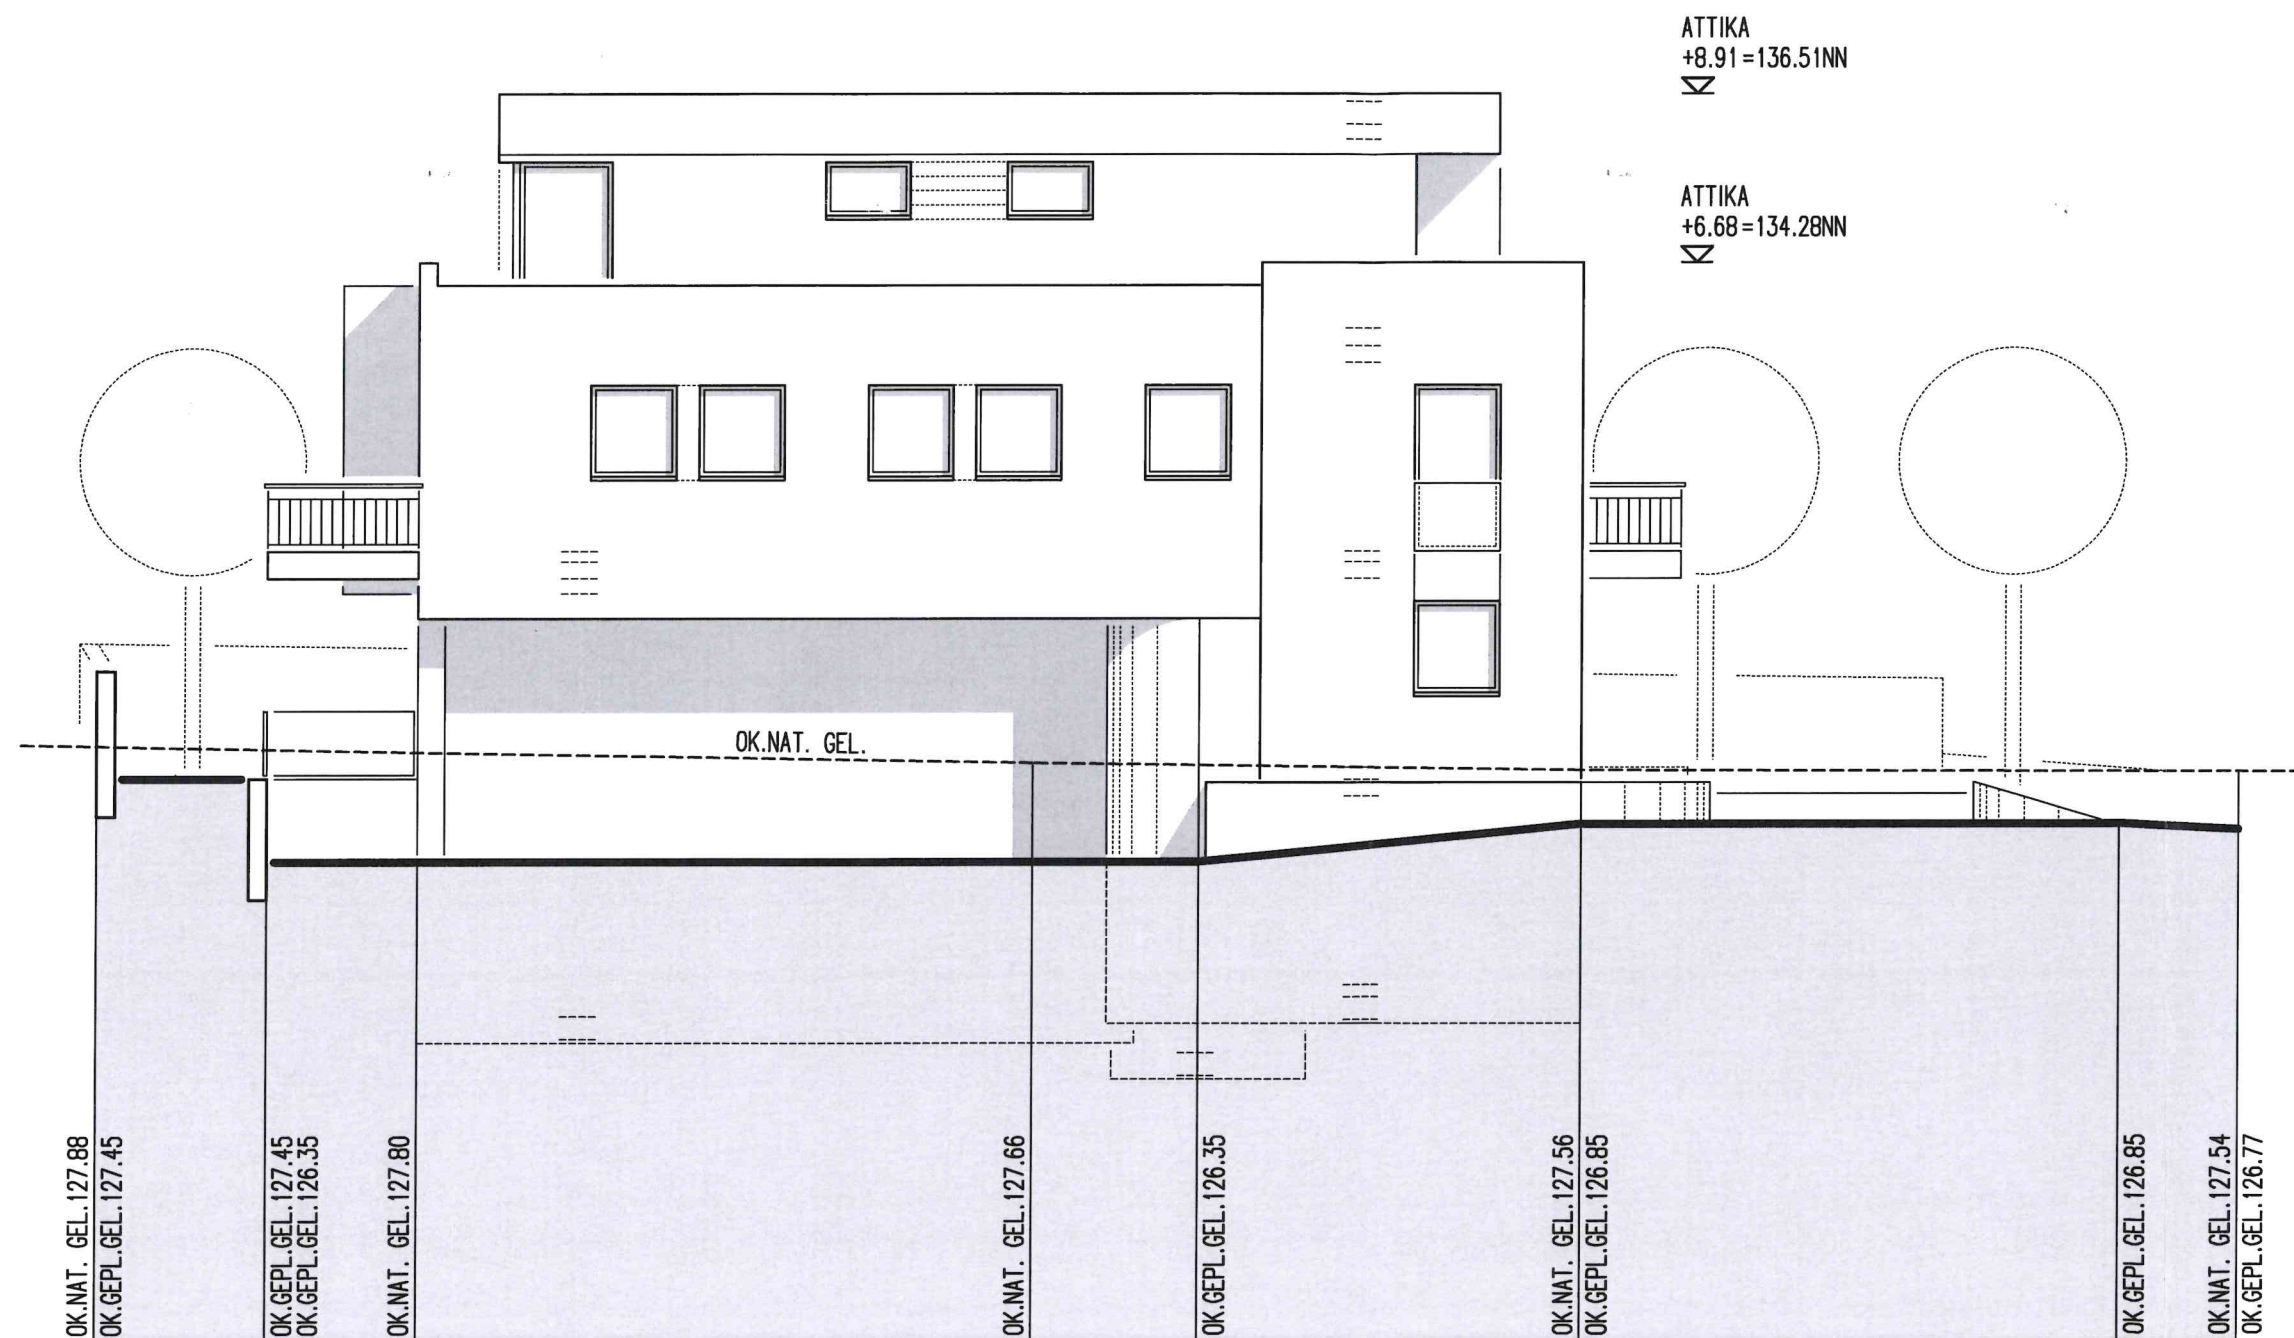 ATTIKA
+8.91=136.51NN
ATTIKA
+6.68=134.28NN
OK.NAT. GEL.
OK.NAT. GEL.127.88
OK.GEPL.GEL.127.45
OK.GEPL.GEL.127.45
OK.GEPL.GEL.126.35
OK.NAT. GEL.127.80
OK.NAT. GEL.127.66
OK.GEPL.GEL.126.35
OK.NAT. GEL.127.56
OK.GEPL.GEL.126.85
OK.GEPL.GEL.126.85
OK.NAT. GEL.127.54
OK.GEPL.GEL.126.77